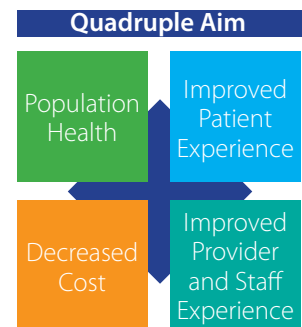 Quadruple Aim
Population
Health
Improved
Patient
Experience
Decreased
Cost
Improved
Provider
and Staff
Experience